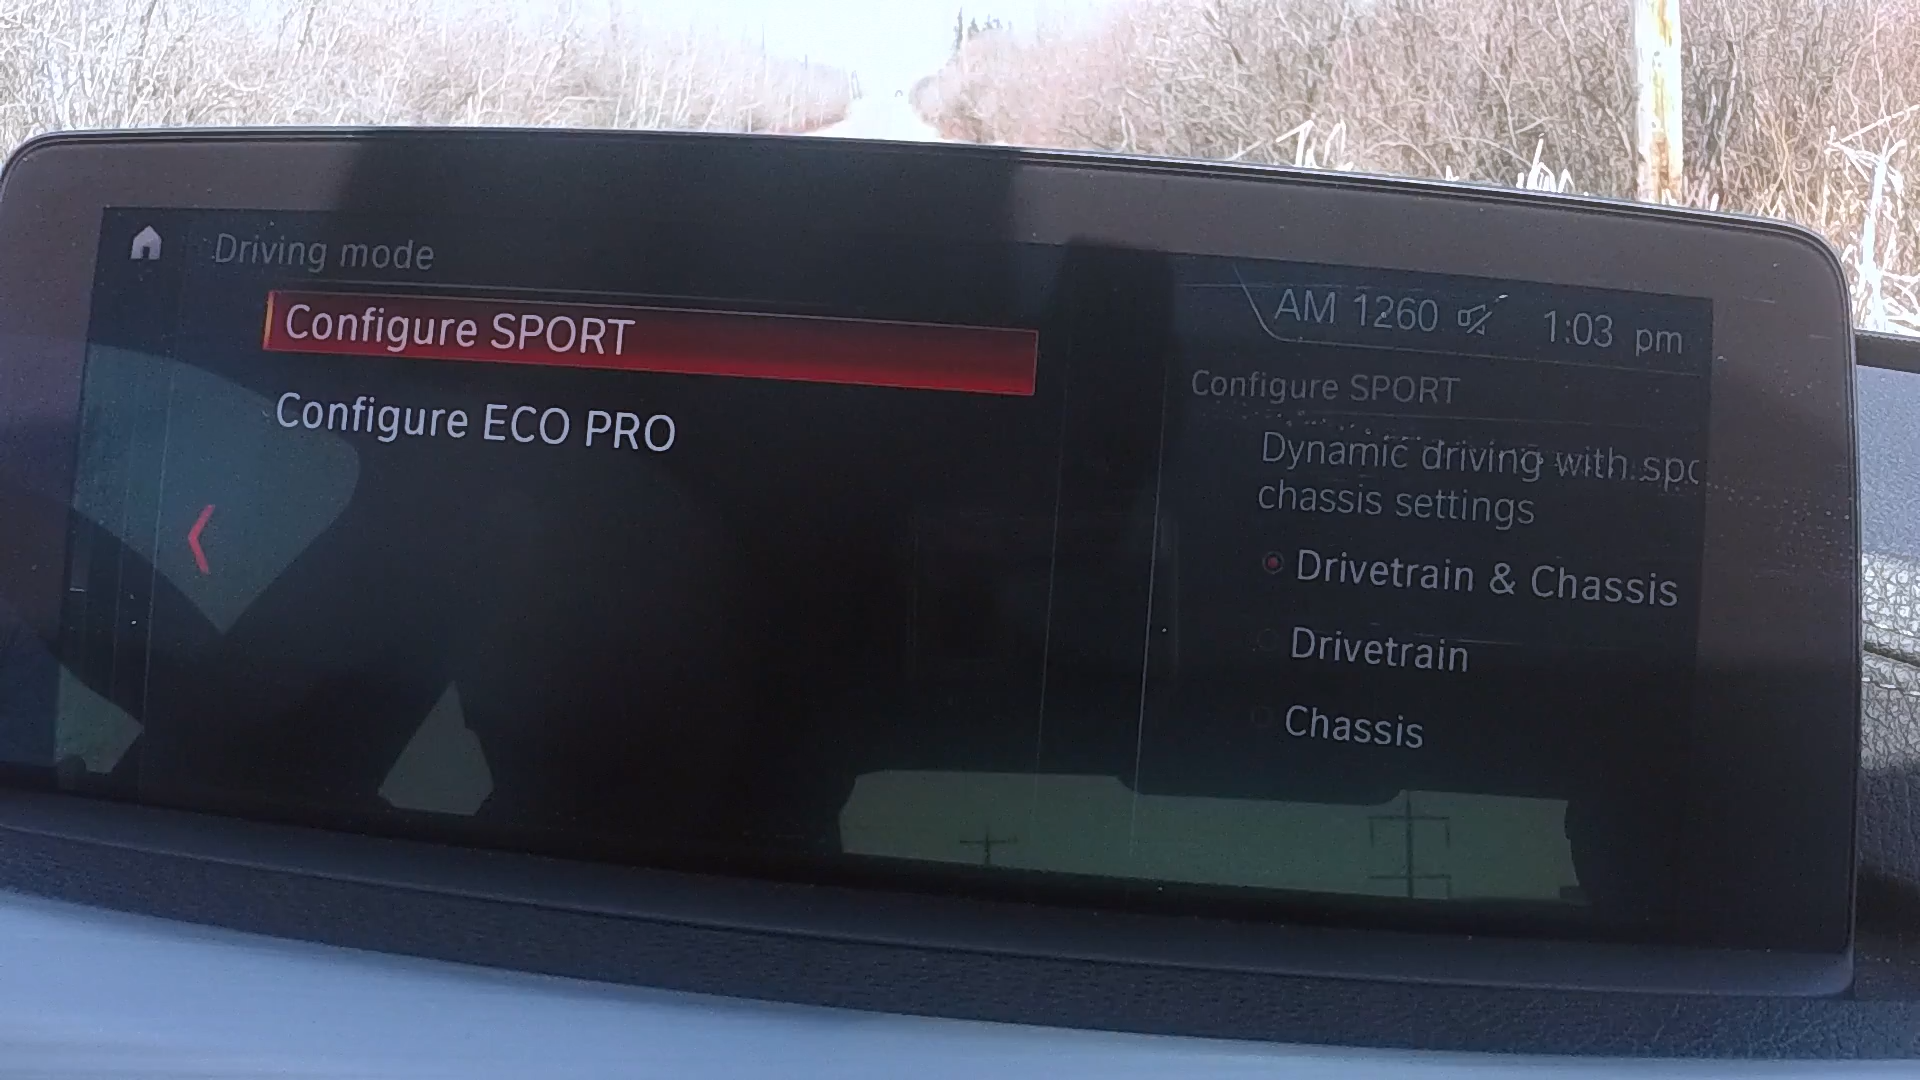 Driving mode
Configure SPORT
Configure ECO PRO
AM 1260 1:03 pm
Configure SPORT
Dynamic driving with
chassis settings
Drivetrain & Chassis
Drivetrain
Chassis